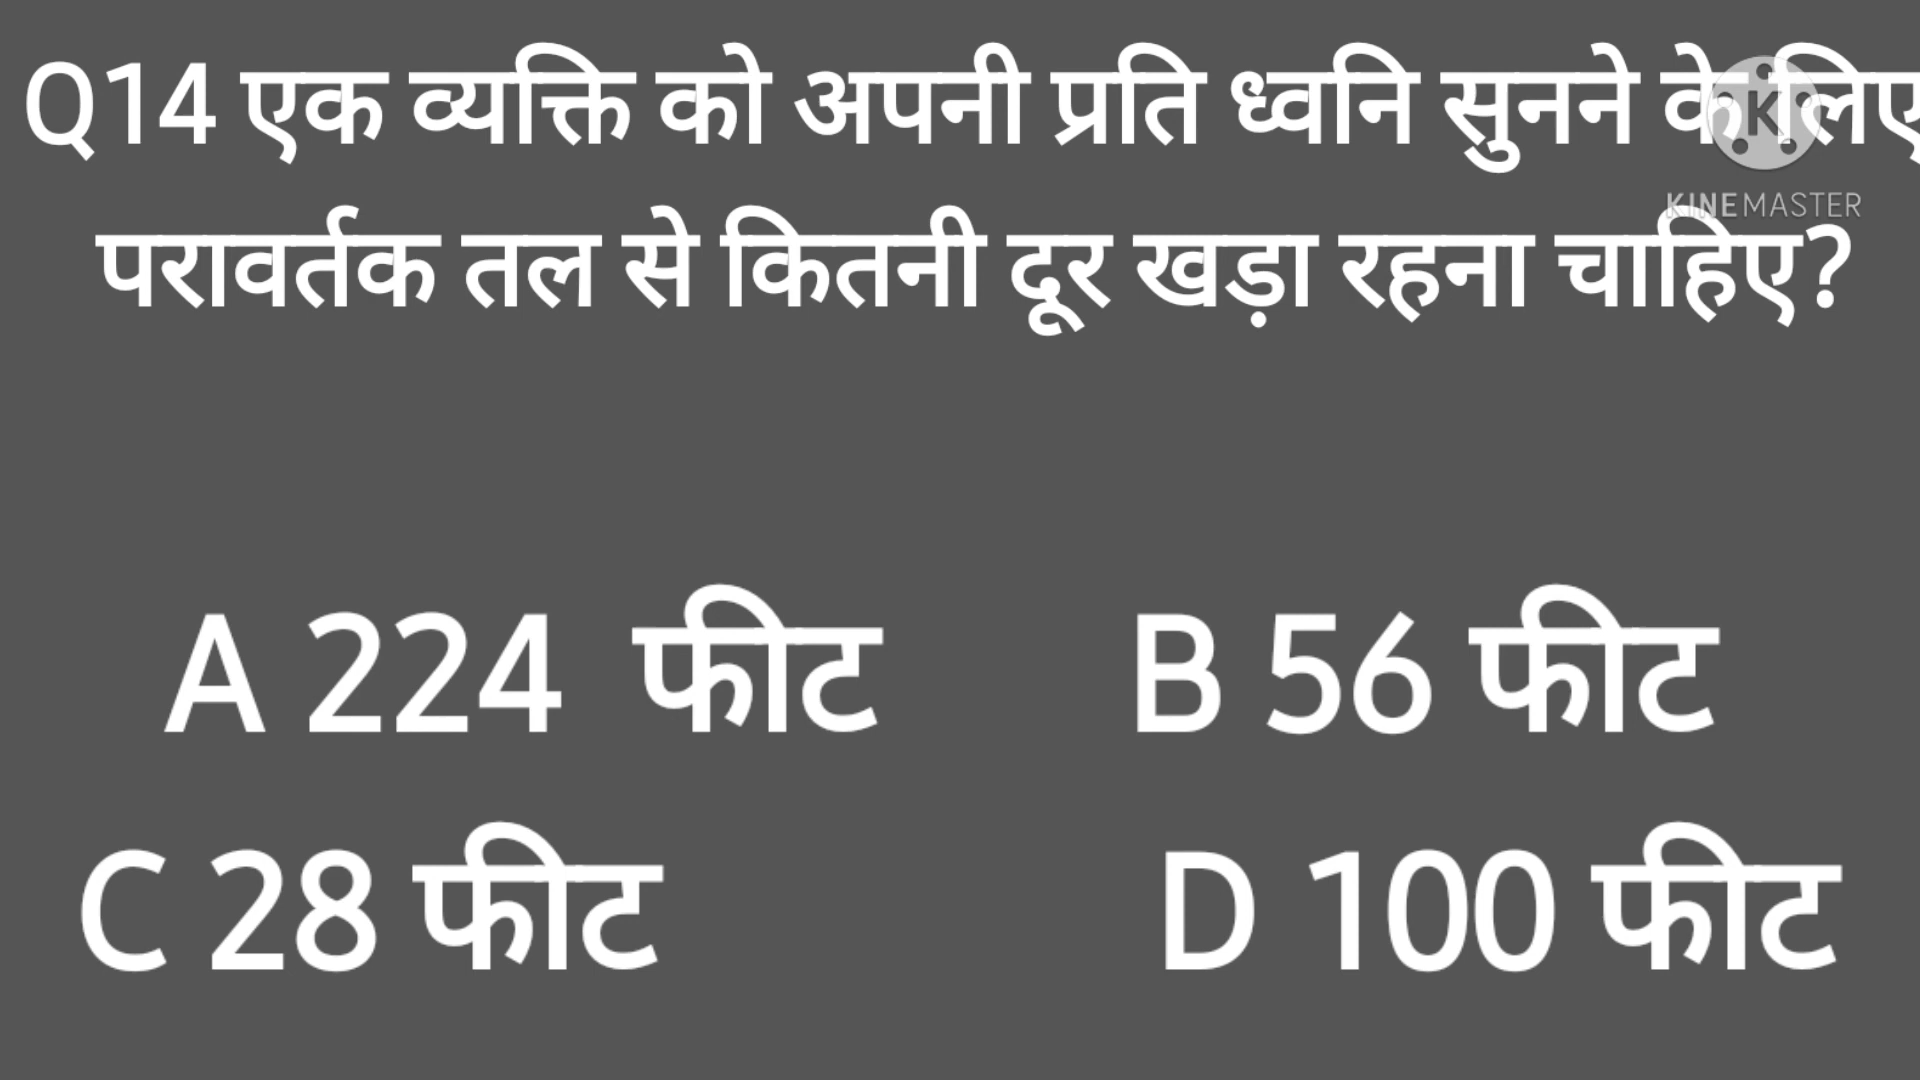 Q14 एक व्यक्ति को अपनी प्रति ध्वनि सुनने के लिए
KINEMASTER
परावर्तक तल से कितनी दूर खड़ा रहना चाहिए?
A 224 फीट B 56 फीट
C 28 फीट D 100 फीट